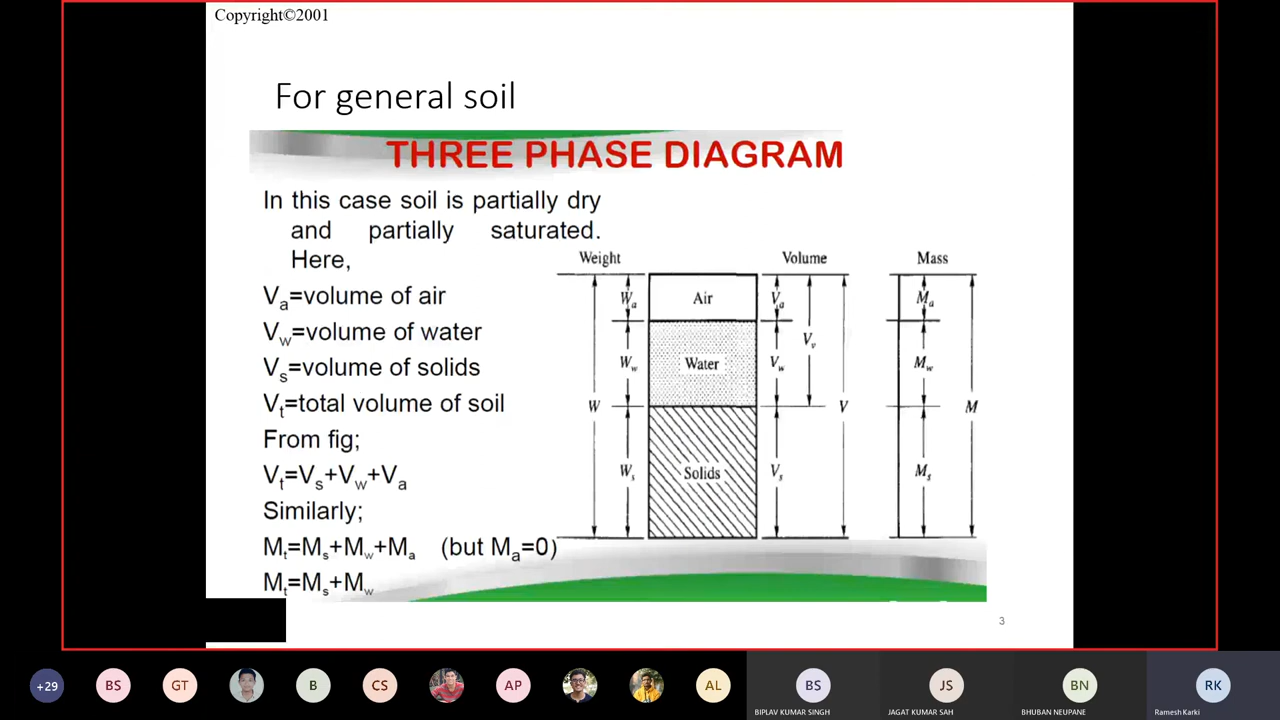 Copyright©2001
For general soil
THREE PHASE DIAGRAM
In this case soil is partially dry
and partially saturated.
Here,
Va=volume of air
Vw=volume of water
Vs=volume of solids
Vt=total volume of soil
From fig;
Vt=Vs+Vw+Va
Similarly;
Mt=Ms+Mw+Ma (but Ma=0)
Mt=Ms+Mw
Weight Volume Mass
Wa Air Va Ma
Vv
Ww Water Vw Mw
W V M
Ws Solids Vs Ms
3
+29 BS GT B CS AP AL BS JS BN RK
BIPLAV KUMAR SINGH JAGAT KUMAR SAH BHUBAN NEUPANE Ramesh Karki